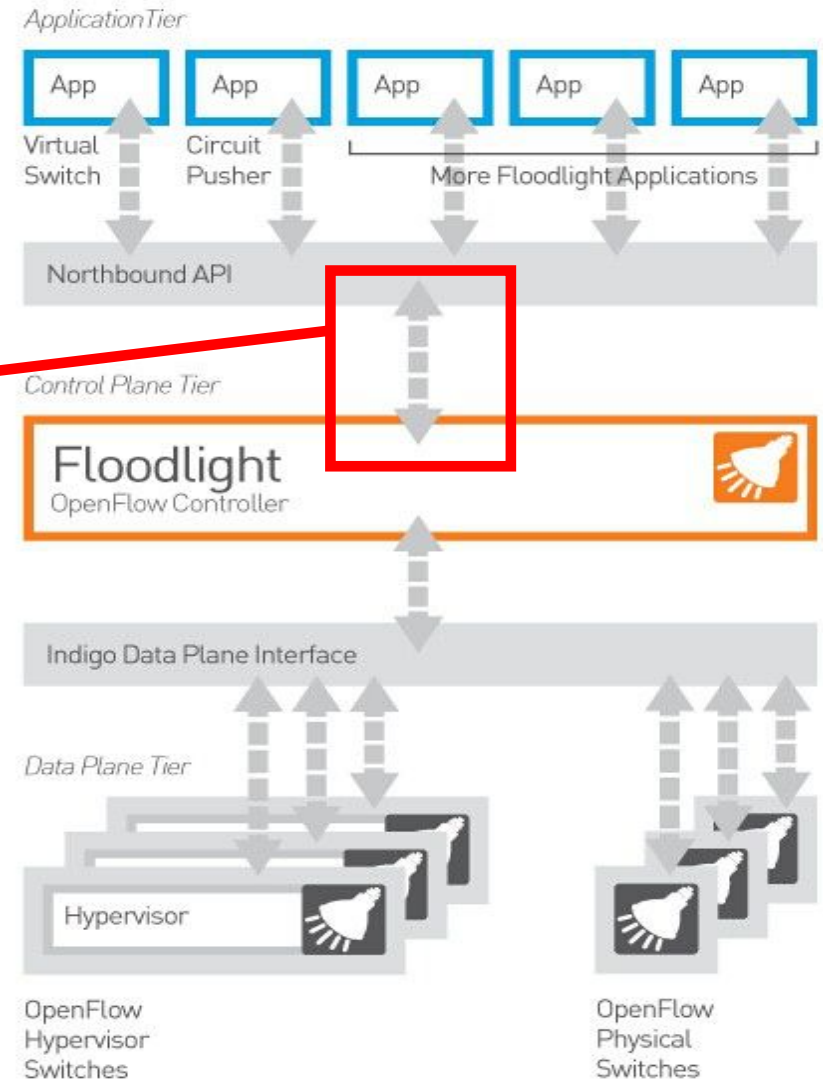 ApplicationTier
App
App
App
App
App
Virtual
Switch
Circuit
Pusher
More Floodlight Applications
Northbound API
Control Plane Tier
Floodlight
OpenFlow Controller
Indigo Data Plane Interface
Data Plane Tier
Hypervisor
OpenFlow
Hypervisor
Switches
OpenFlow
Physical
Switches